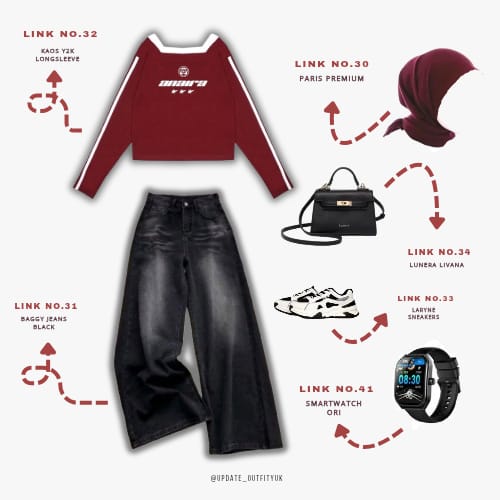 LINK NO.32
KAOS Y2K
LONGSLEEVE
LINK NO.30
PARIS PREMIUM
LINK NO.34
LUNERA LIVANA
LINK NO.31
BAGGY JEANS
BLACK
LINK NO.33
LARYNE
SNEAKERS
LINK NO.41
SMARTWATCH
ORI
08:30
@UPDATE_OUTFITYUK